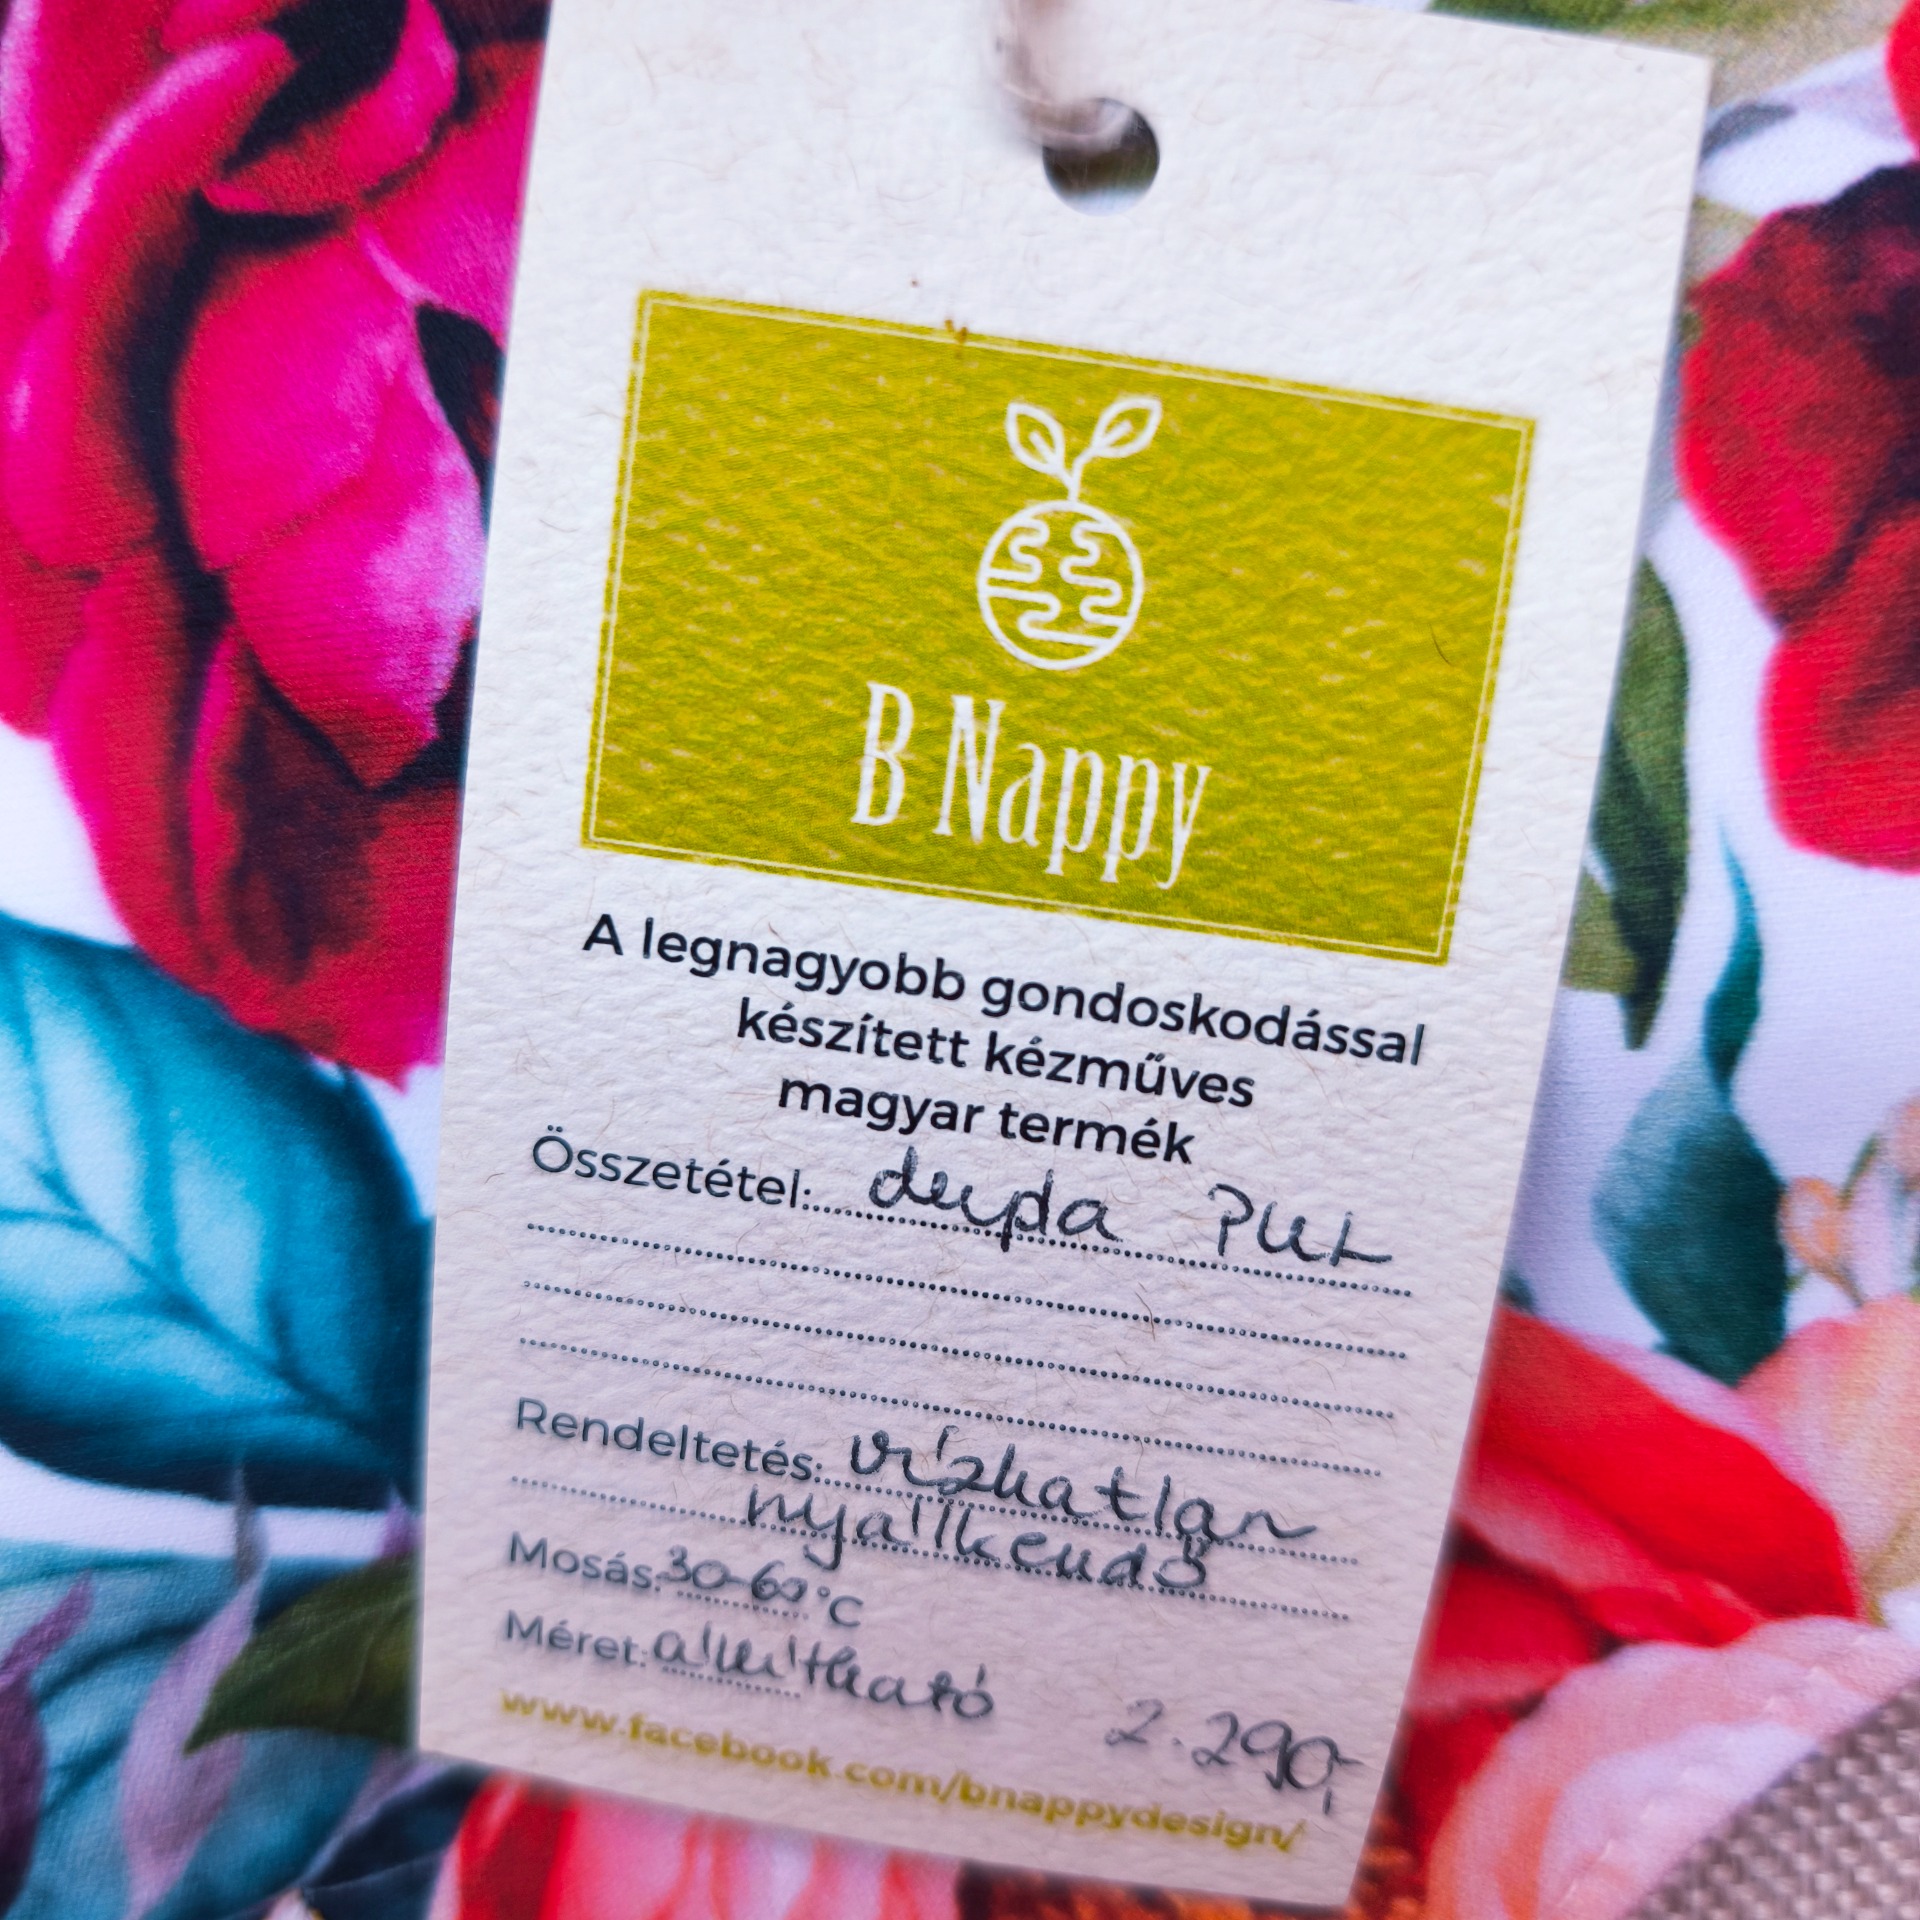 B Nappy
A legnagyobb gondoskodással
készített kézműves
magyar termék
Összetétel: dupla PUL
Rendeltetés: vízhatlan
nyálkendő
Mosás: 30-60°C
Méret: állítható
2.290,-
www.facebook.com/bnappydesign/